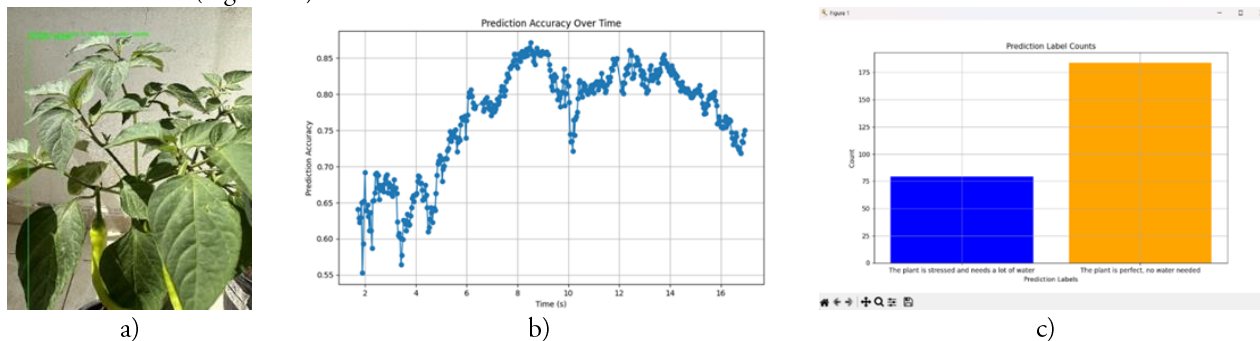 Prediction Accuracy Over Time
Prediction Accuracy
0.85
0.80
0.75
0.70
0.65
0.60
0.55
2 4 6 8 10 12 14 16
Time (s)
Figure 1
Prediction Label Counts
Count
175
150
125
100
75
50
25
0
The plant is stressed and needs a lot of water The plant is perfect, no water needed
Prediction Labels
a) b) c)